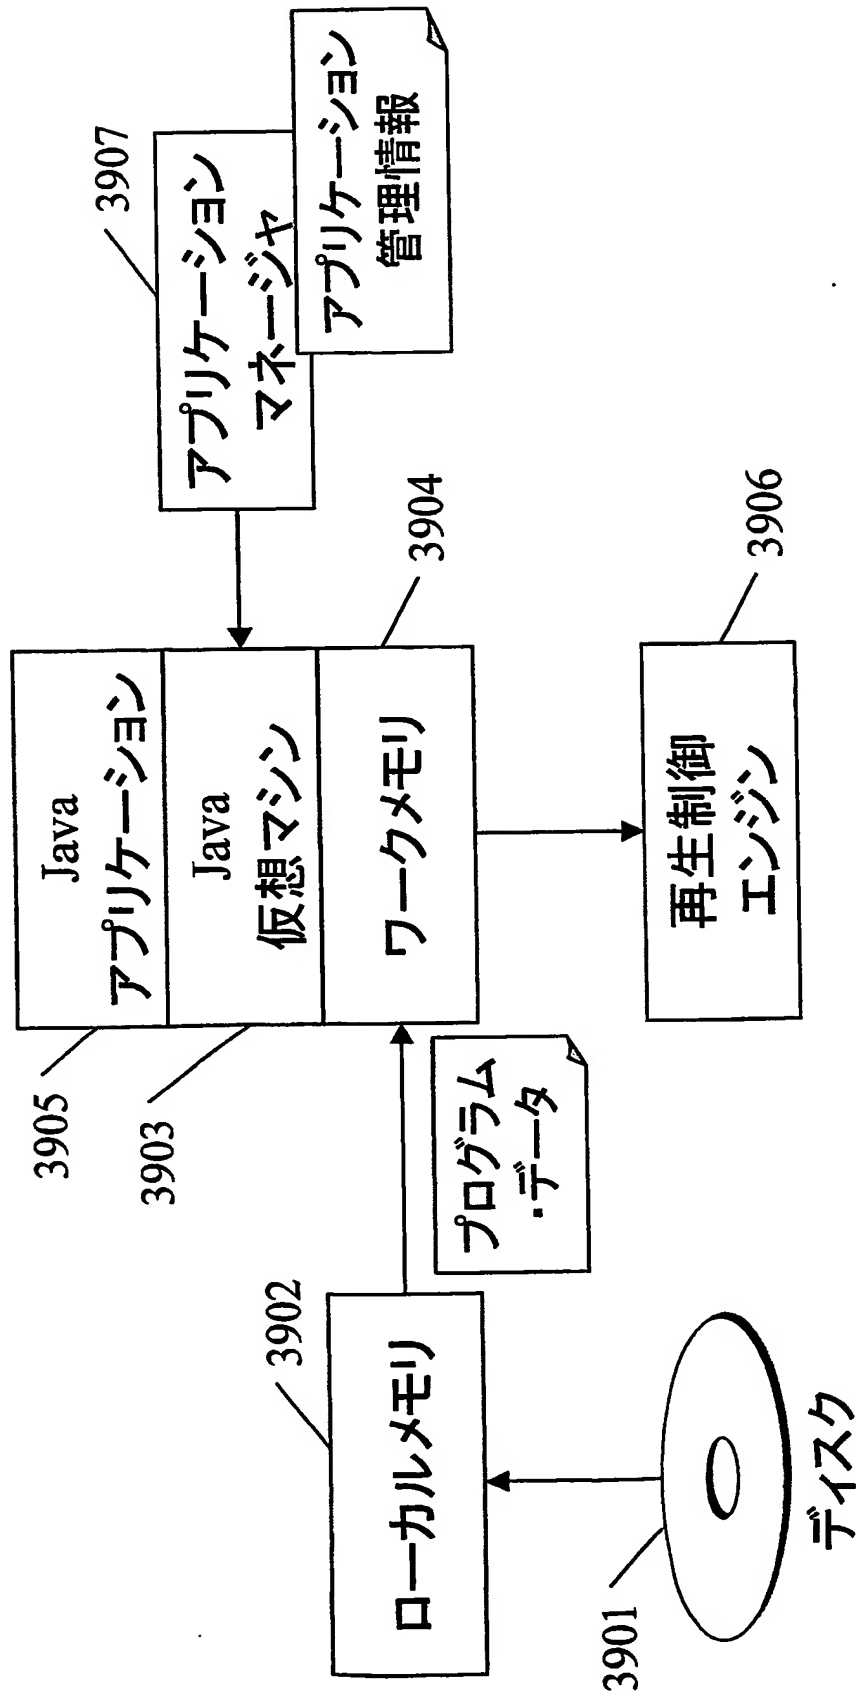 3905
Java
アプリケーション
3903
Java
仮想マシン
ワークメモリ
3904
3907
アプリケーション
マネージャ
アプリケーション
管理情報
3902
ローカルメモリ
プログラム
・データ
3901
ディスク
再生制御
エンジン
3906